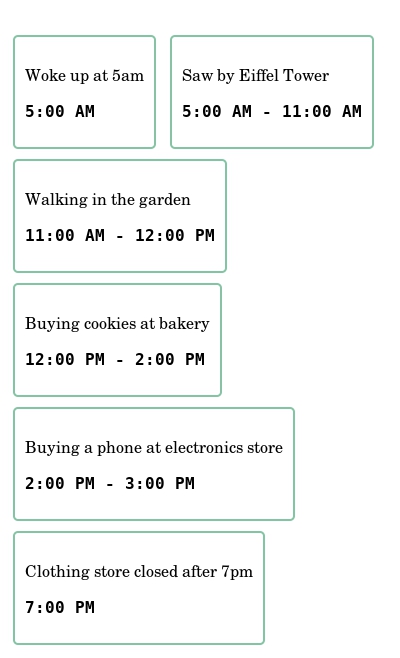 Woke up at 5am
5:00 AM
Saw by Eiffel Tower
5:00 AM - 11:00 AM
Walking in the garden
11:00 AM - 12:00 PM
Buying cookies at bakery
12:00 PM - 2:00 PM
Buying a phone at electronics store
2:00 PM - 3:00 PM
Clothing store closed after 7pm
7:00 PM